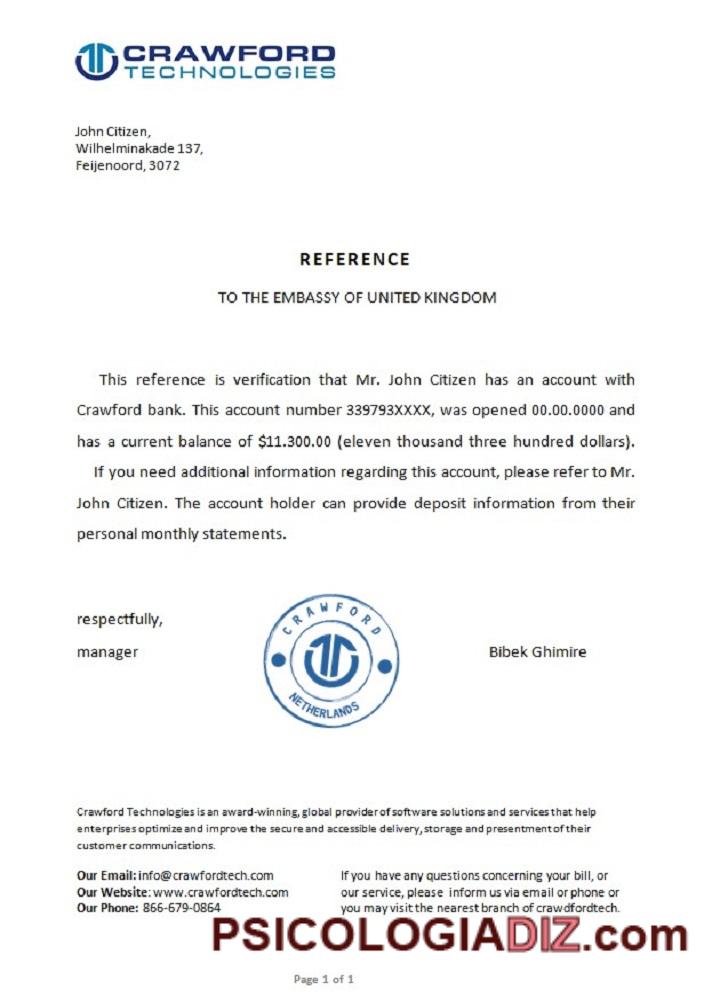 CRAWFORD
TECHNOLOGIES
John Citizen,
Wilhelminakade 137,
Feijenoord, 3072
REFERENCE
TO THE EMBASSY OF UNITED KINGDOM
This reference is verification that Mr. John Citizen has an account with
Crawford bank. This account number 339793XXXX, was opened 00.00.0000 and
has a current balance of $11.300.00 (eleven thousand three hundred dollars).
If you need additional information regarding this account, please refer to Mr.
John Citizen. The account holder can provide deposit information from their
personal monthly statements.
respectfully,
manager
CRAWFORD
NETHERLANDS
Bibek Ghimire
Crawford Technologies is an award-winning, global provider of software solutions and services that help
enterprises optimize and improve the secure and accessible delivery, storage and presentment of their
customer communications.
Our Email: info@crawfordtech.com
Our Website: www.crawfordtech.com
Our Phone: 866-679-0864
If you have any questions concerning your bill, or
our service, please inform us via email or phone or
you may visit the nearest branch of crawdfordtech.
PSICOLOGIADIZ.com
Page 1 of 1